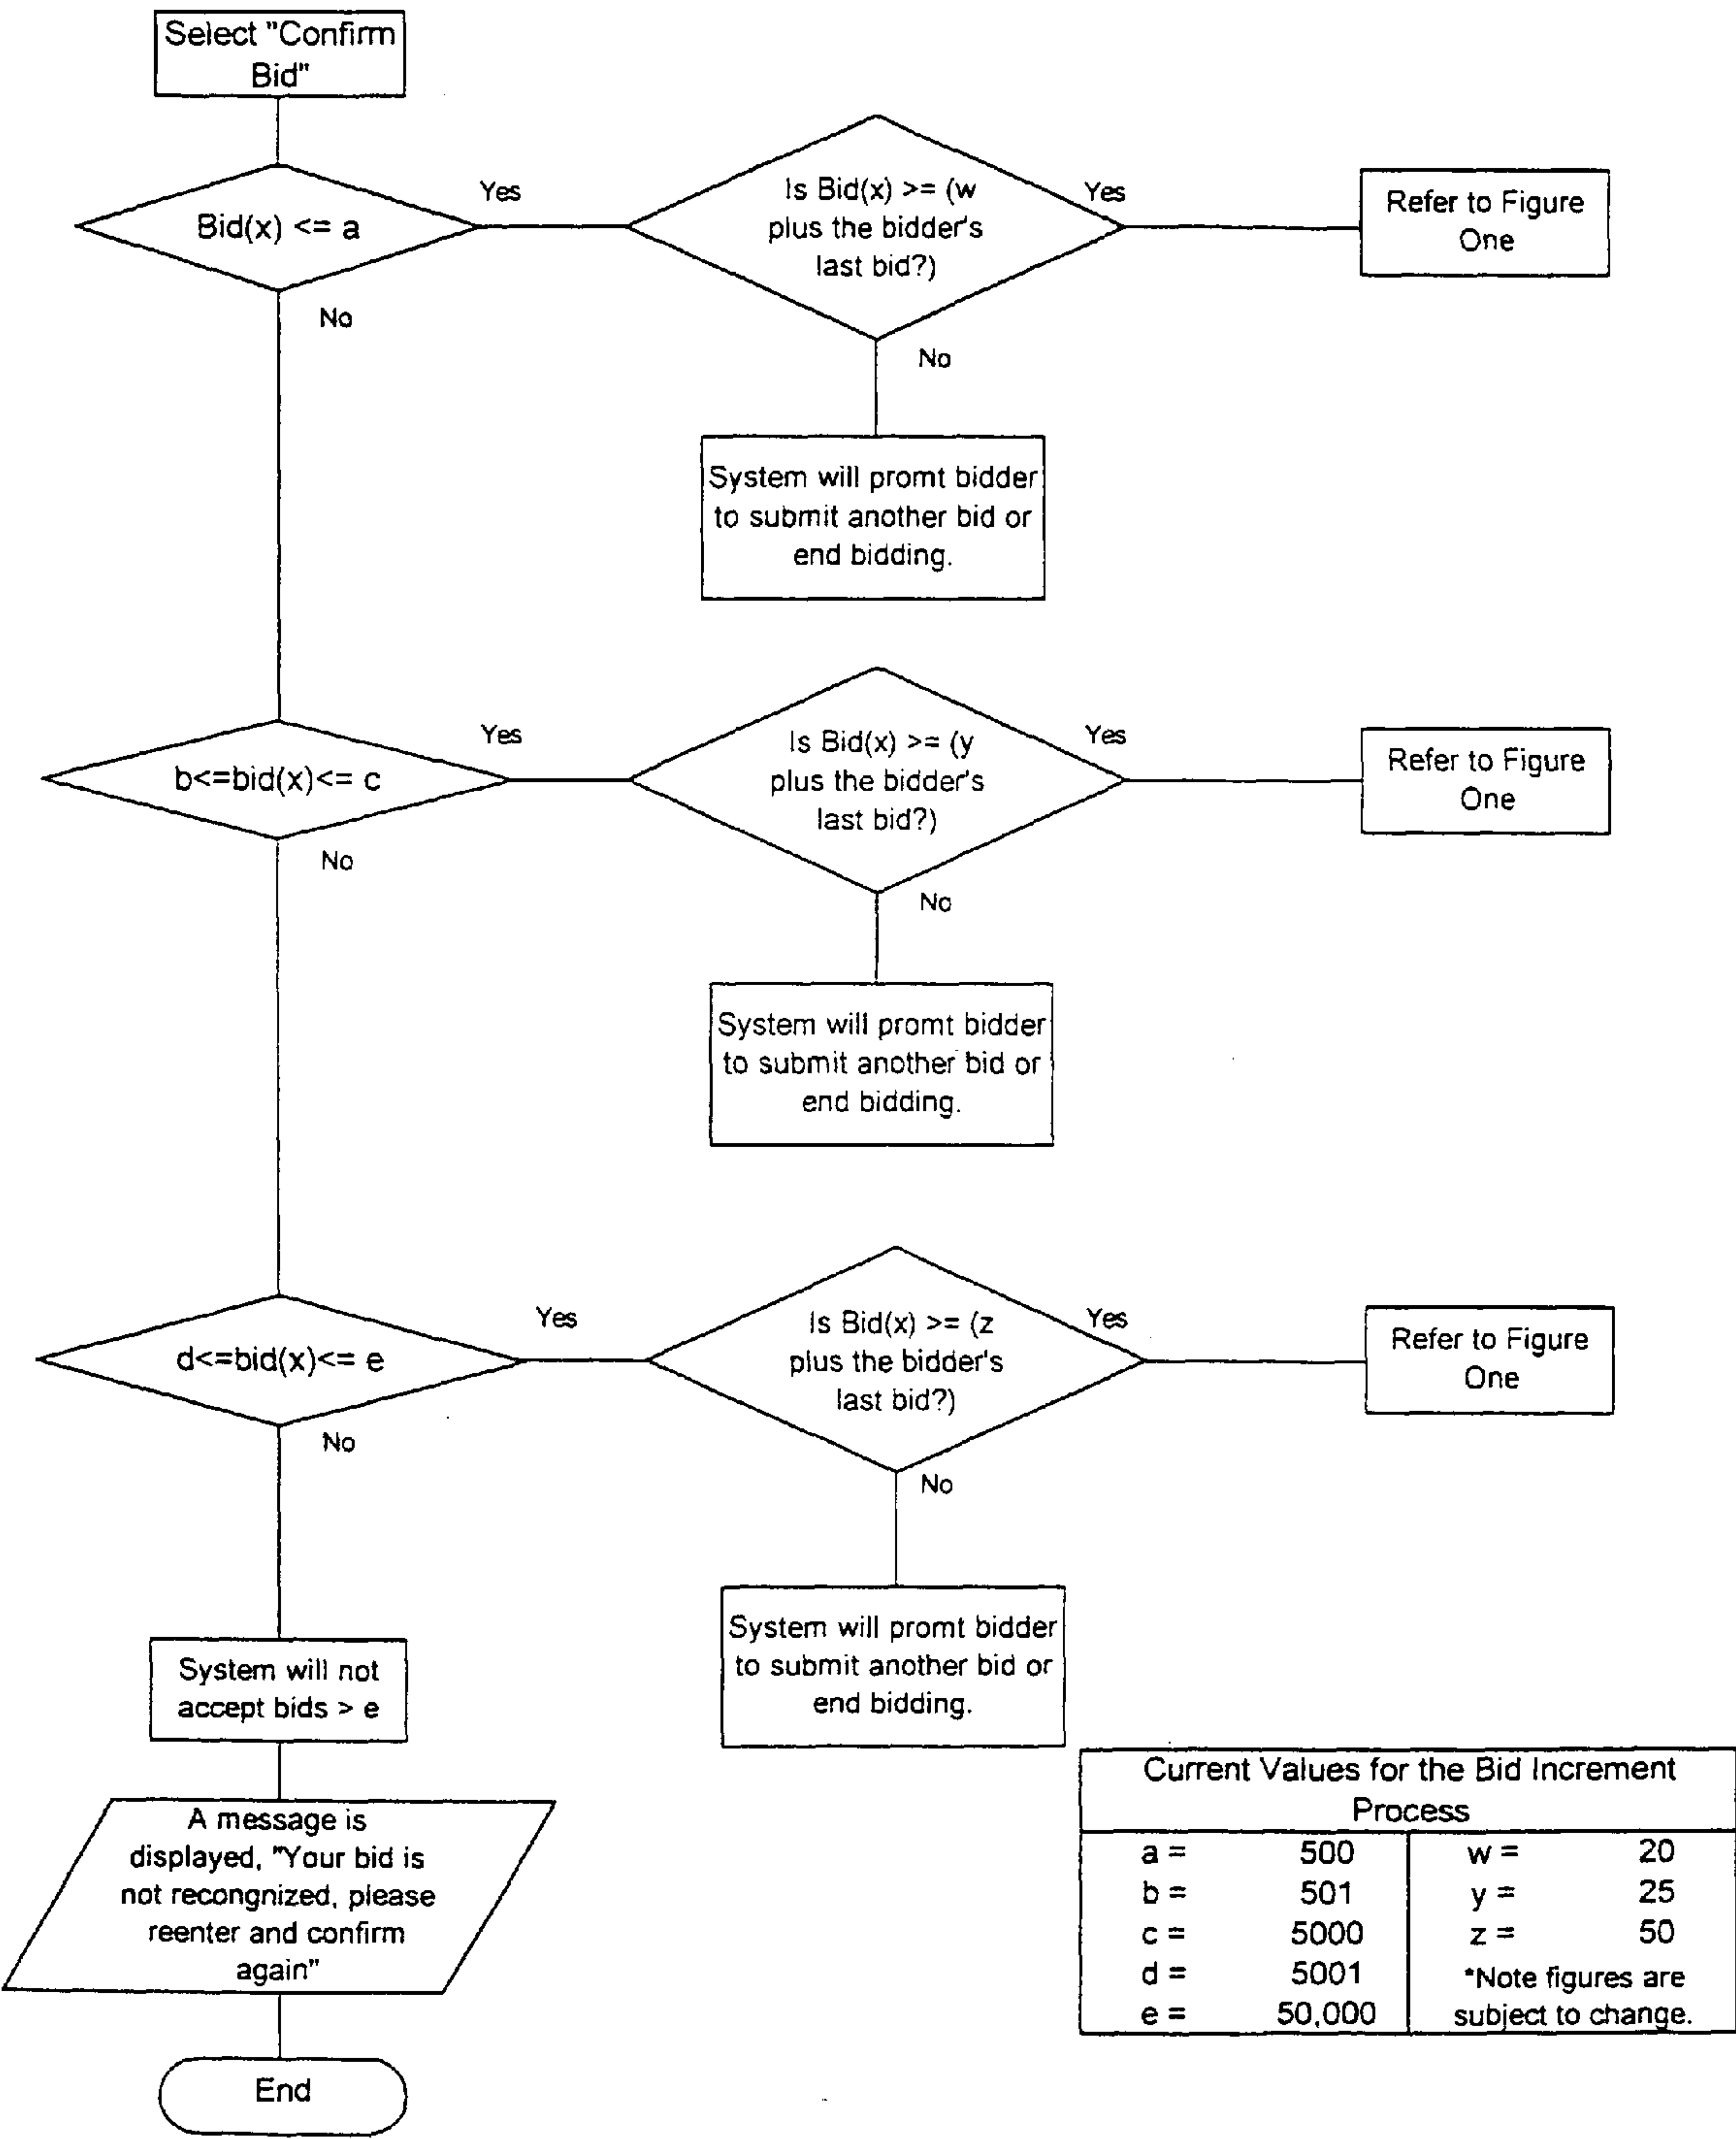 Select "Confirm
Bid"
Bid(x) <= a
Yes
Is Bid(x) >= (w
plus the bidder's
last bid?)
Yes
Refer to Figure
One
No
No
System will promt bidder
to submit another bid or
end bidding.
b<=bid(x)<= c
Yes
Is Bid(x) >= (y
plus the bidder's
last bid?)
Yes
Refer to Figure
One
No
No
System will promt bidder
to submit another bid or
end bidding.
d<=bid(x)<= e
Yes
Is Bid(x) >= (z
plus the bidder's
last bid?)
Yes
Refer to Figure
One
No
No
System will promt bidder
to submit another bid or
end bidding.
System will not
accept bids > e
A message is
displayed, "Your bid is
not recongnized, please
reenter and confirm
again"
End
Current Values for the Bid Increment
Process
a = 500 w = 20
b = 501 y = 25
c = 5000 z = 50
d = 5001 *Note figures are
e = 50,000 subject to change.